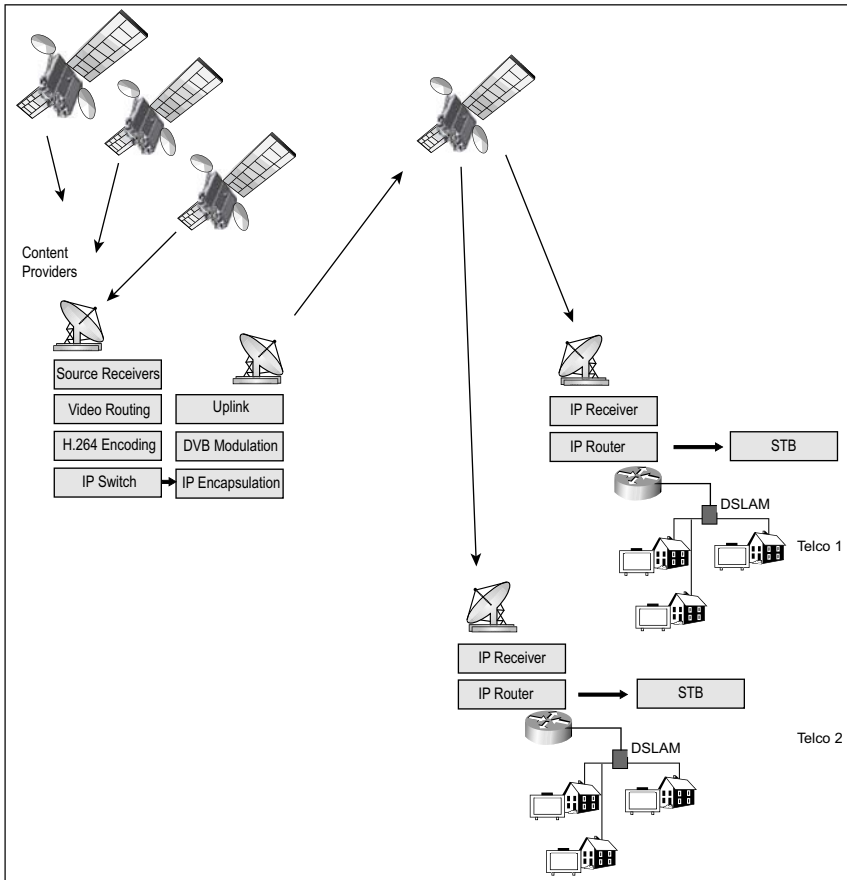 Content
Providers
Source Receivers
Video Routing
H.264 Encoding
IP Switch
Uplink
DVB Modulation
IP Encapsulation
IP Receiver
IP Router
STB
DSLAM
Telco 1
IP Receiver
IP Router
STB
DSLAM
Telco 2